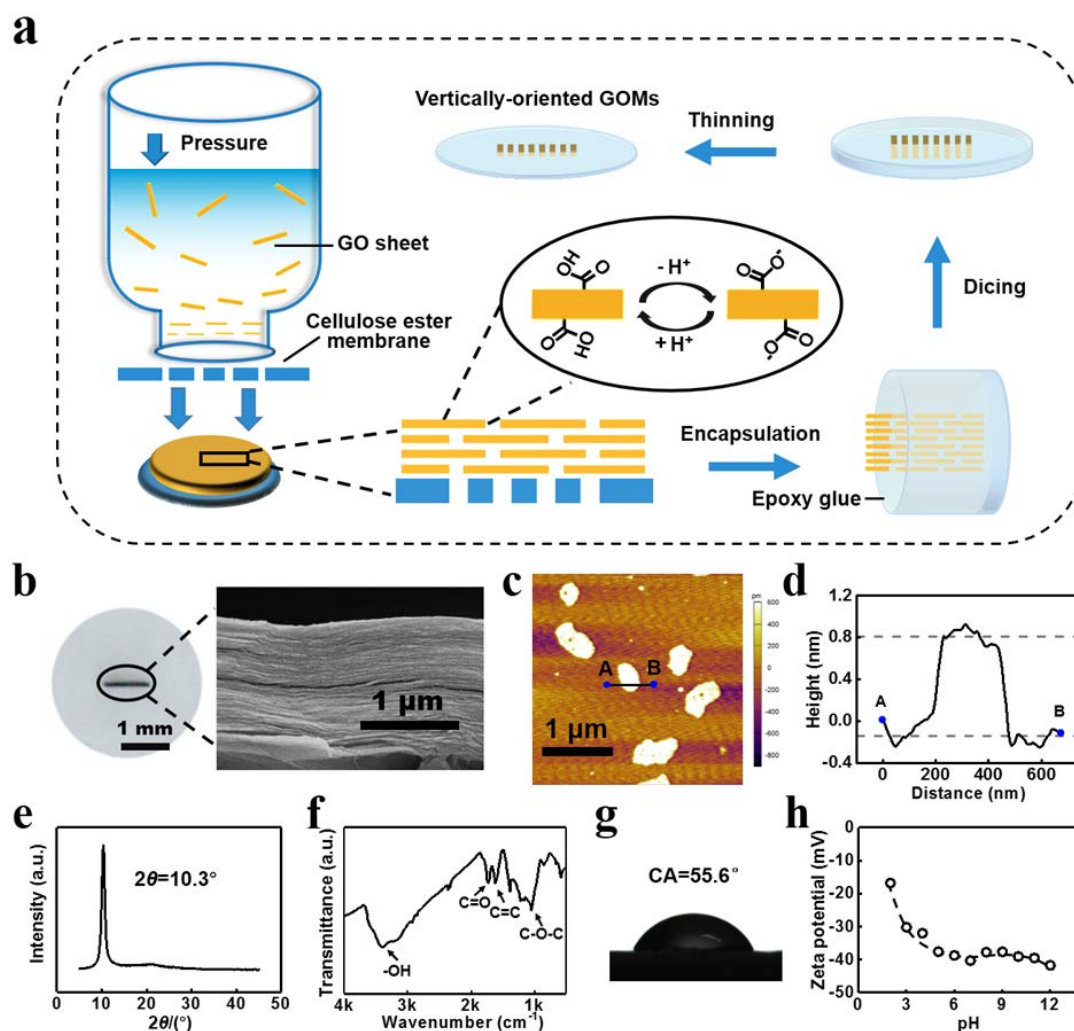 a
Pressure
GO sheet
Cellulose ester
membrane
Vertically-oriented GOMs
Thinning
Dicing
OH
O
O
OH
- H⁺
+ H⁺
O⁻
O
O
O⁻
Encapsulation
Epoxy glue
b
1 mm
1 μm
c
A
B
1 μm
pm
600
400
200
0
-200
-400
-600
-800
d
Height (nm)
1.2
0.8
0.4
0.0
-0.4
A
B
0
200
400
600
Distance (nm)
e
Intensity (a.u.)
2θ=10.3°
0
10
20
30
40
50
2θ/(°)
f
Transmittance (a.u.)
C=O
C=C
C-O-C
-OH
4k
3k
2k
1k
Wavenumber (cm⁻¹)
g
CA=55.6°
h
Zeta potential (mV)
0
-10
-20
-30
-40
-50
0
3
6
9
12
pH